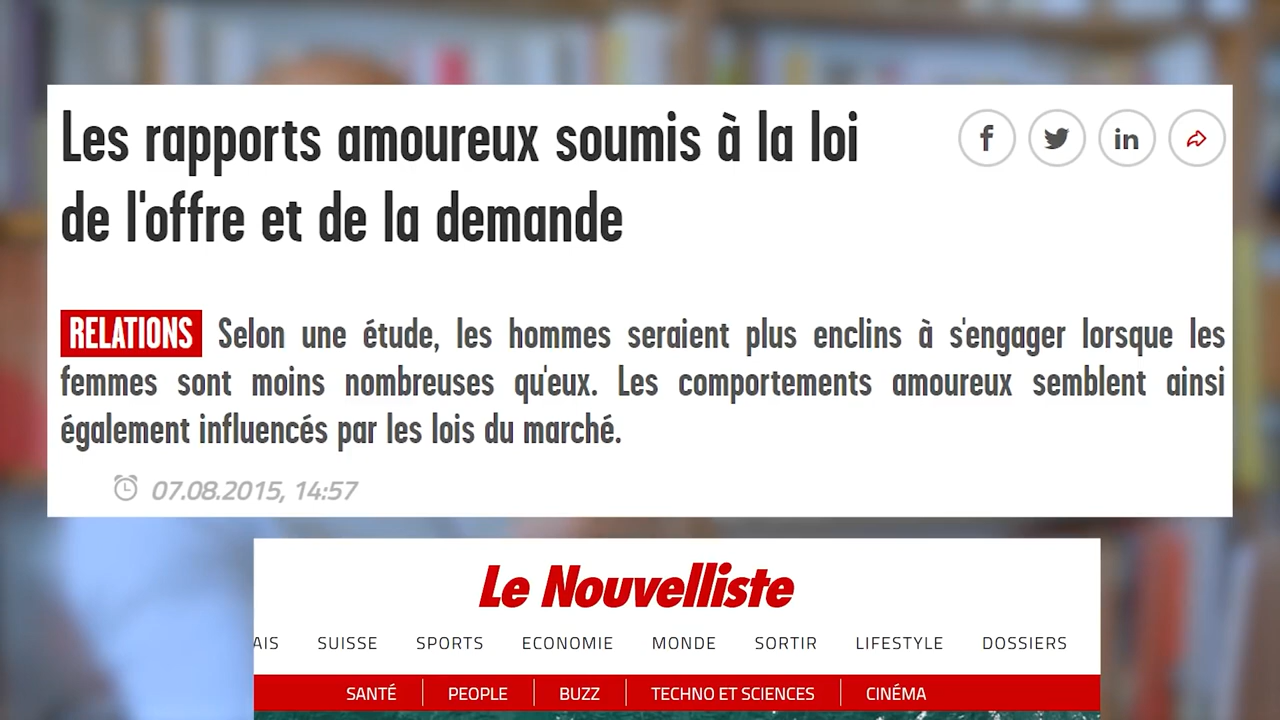 Les rapports amoureux soumis à la loi
de l'offre et de la demande
RELATIONS Selon une étude, les hommes seraient plus enclins à s'engager lorsque les
femmes sont moins nombreuses qu'eux. Les comportements amoureux semblent ainsi
également influencés par les lois du marché.
07.08.2015, 14:57
Le Nouvelliste
AIS SUISSE SPORTS ECONOMIE MONDE SORTIR LIFESTYLE DOSSIERS
SANTÉ PEOPLE BUZZ TECHNO ET SCIENCES CINÉMA